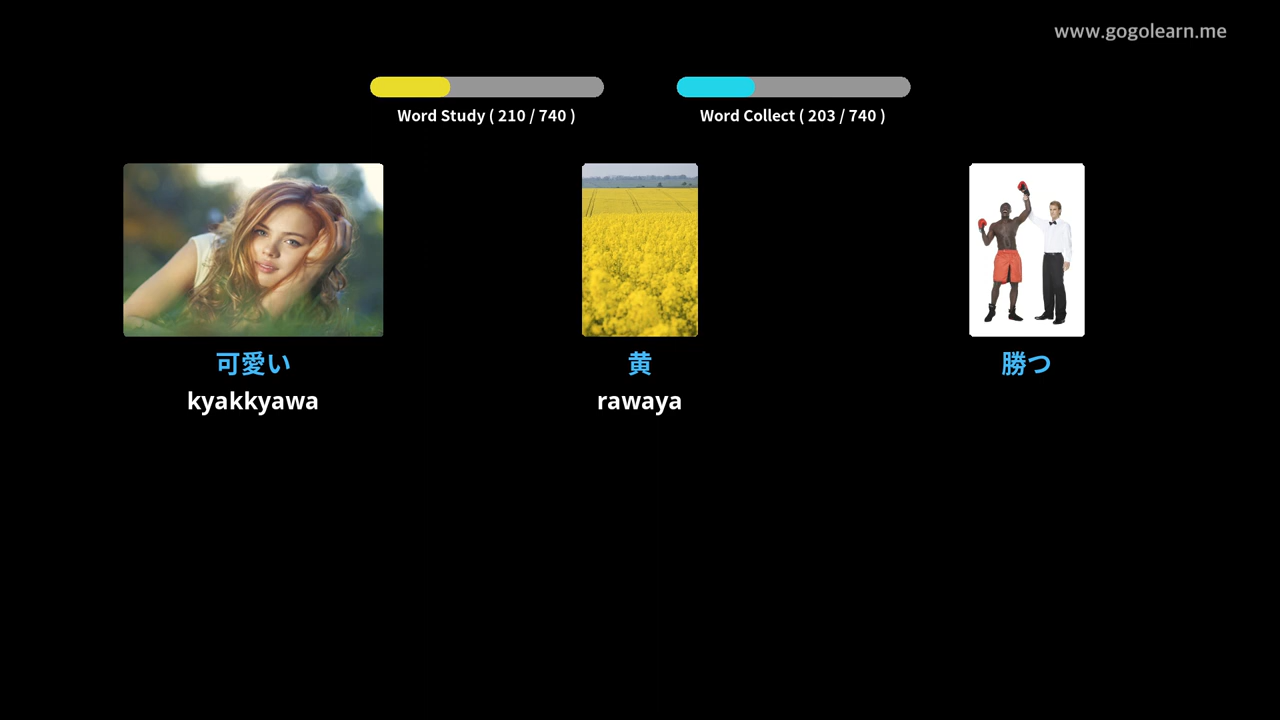 www.gogolearn.me
Word Study ( 210 / 740 )
Word Collect ( 203 / 740 )
可愛い
黄
勝つ
kyakkyawa
rawaya